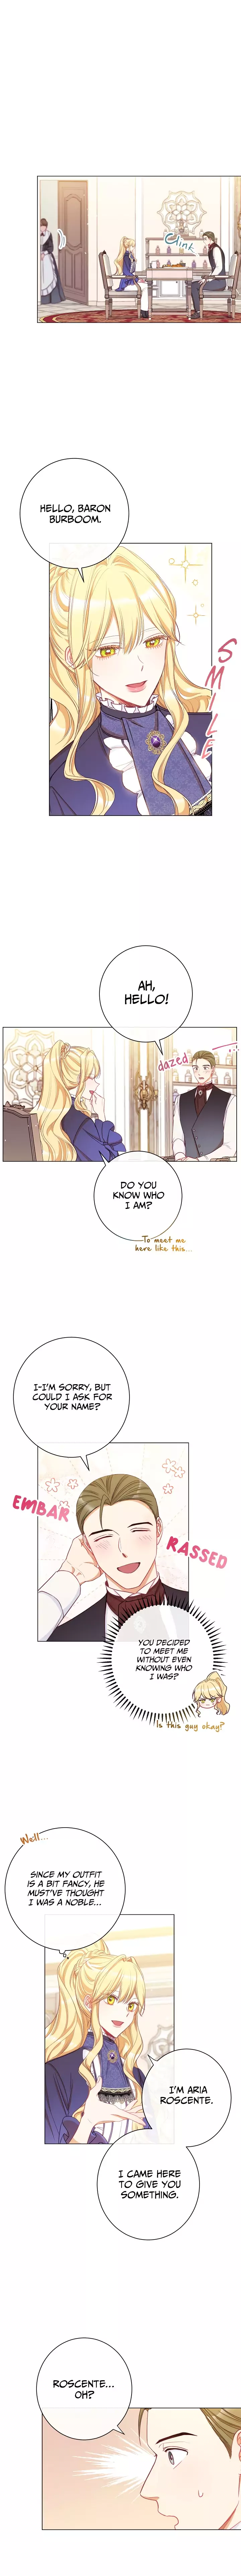 Clink
HELLO, BARON
BURBOOM.
SMILE
AH,
HELLO!
dazed
DO YOU
KNOW WHO
I AM?
To meet me
here like this...
I-I'M SORRY, BUT
COULD I ASK FOR
YOUR NAME?
EMBAR
RASSED
YOU DECIDED
TO MEET ME
WITHOUT EVEN
KNOWING WHO
I WAS?
Is this guy okay?
Well...
SINCE MY OUTFIT
IS A BIT FANCY, HE
MUST'VE THOUGHT
I WAS A NOBLE...
I'M ARIA
ROSCENTE.
I CAME HERE
TO GIVE YOU
SOMETHING.
ROSCENTE...
OH?